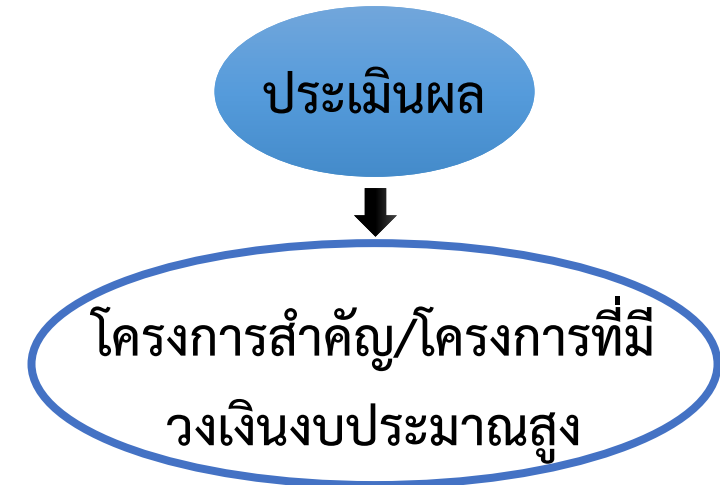 ประเมินผล
โครงการสำคัญ/โครงการที่มี
วงเงินงบประมาณสูง